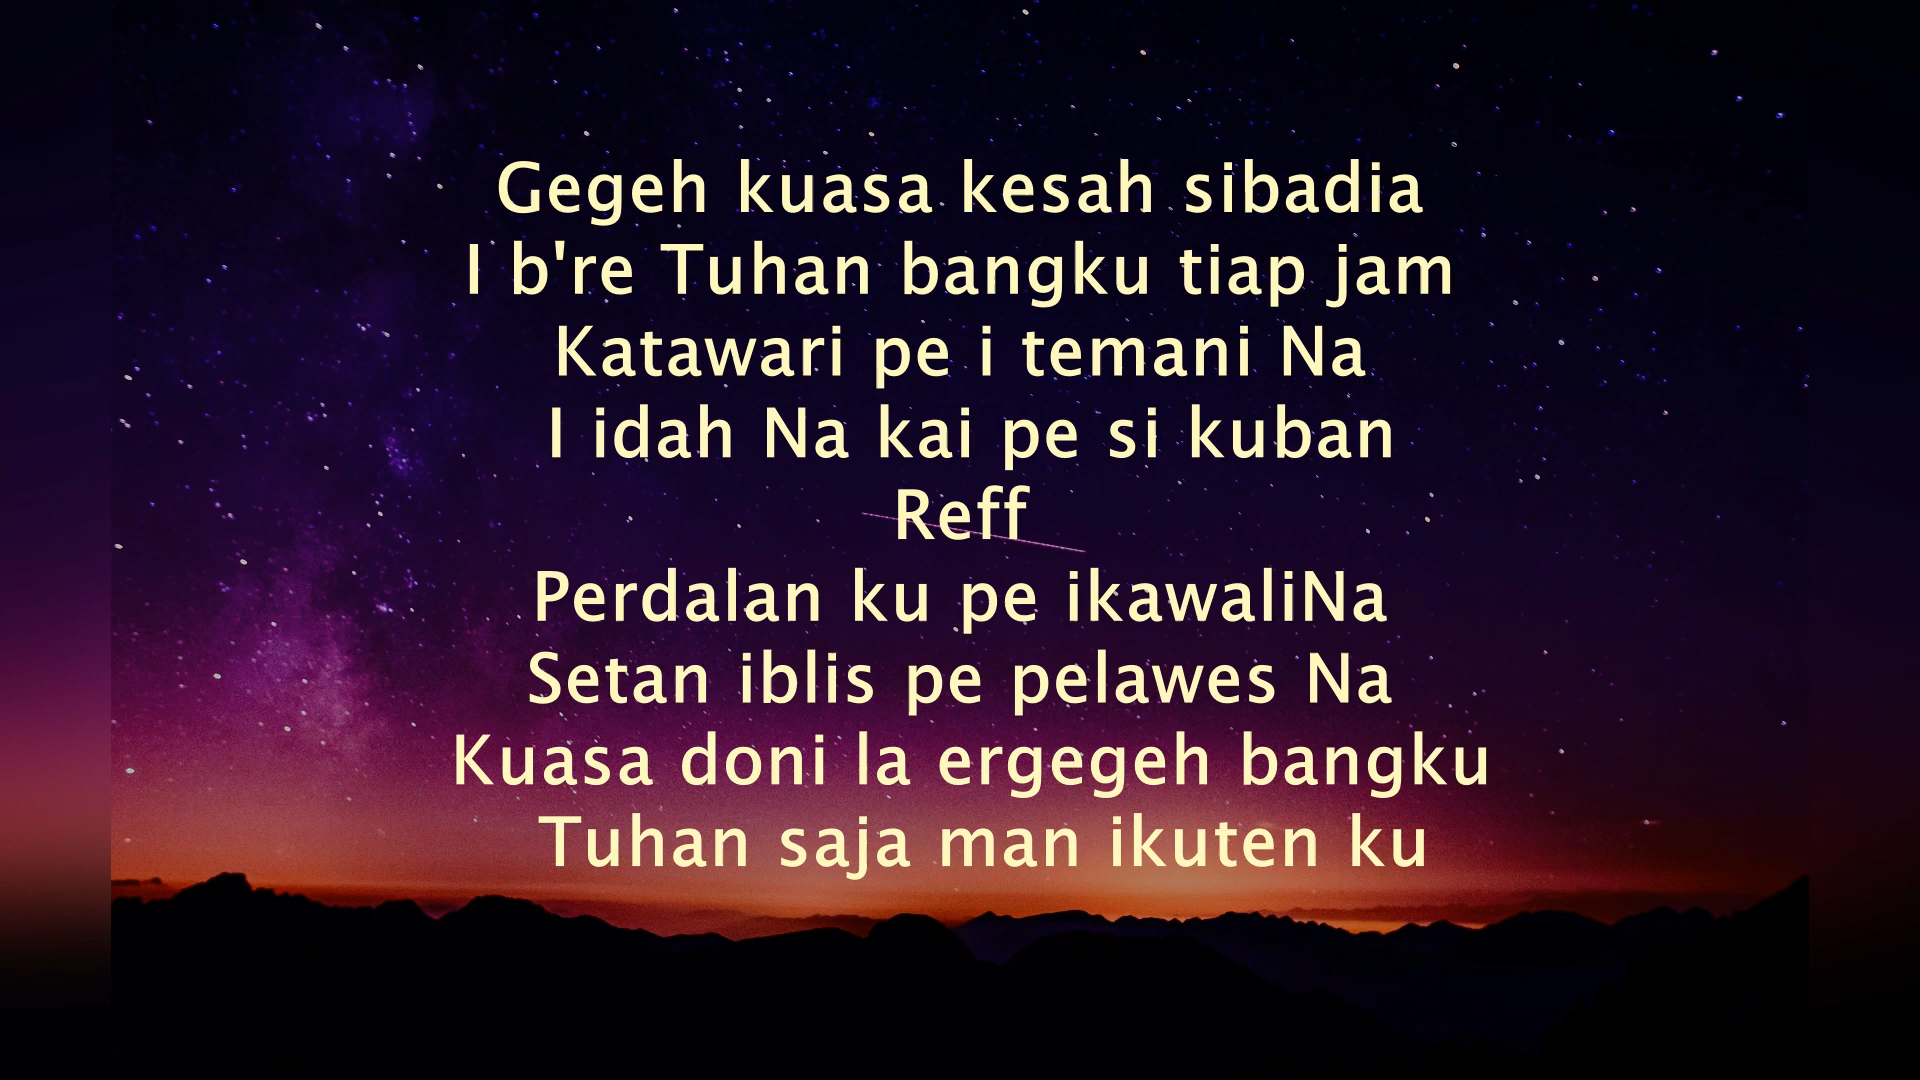 Gegeh kuasa kesah sibadia
I b're Tuhan bangku tiap jam
Katawari pe i temani Na
I idah Na kai pe si kuban
Reff
Perdalan ku pe ikawaliNa
Setan iblis pe pelawes Na
Kuasa doni la ergegeh bangku
Tuhan saja man ikuten ku